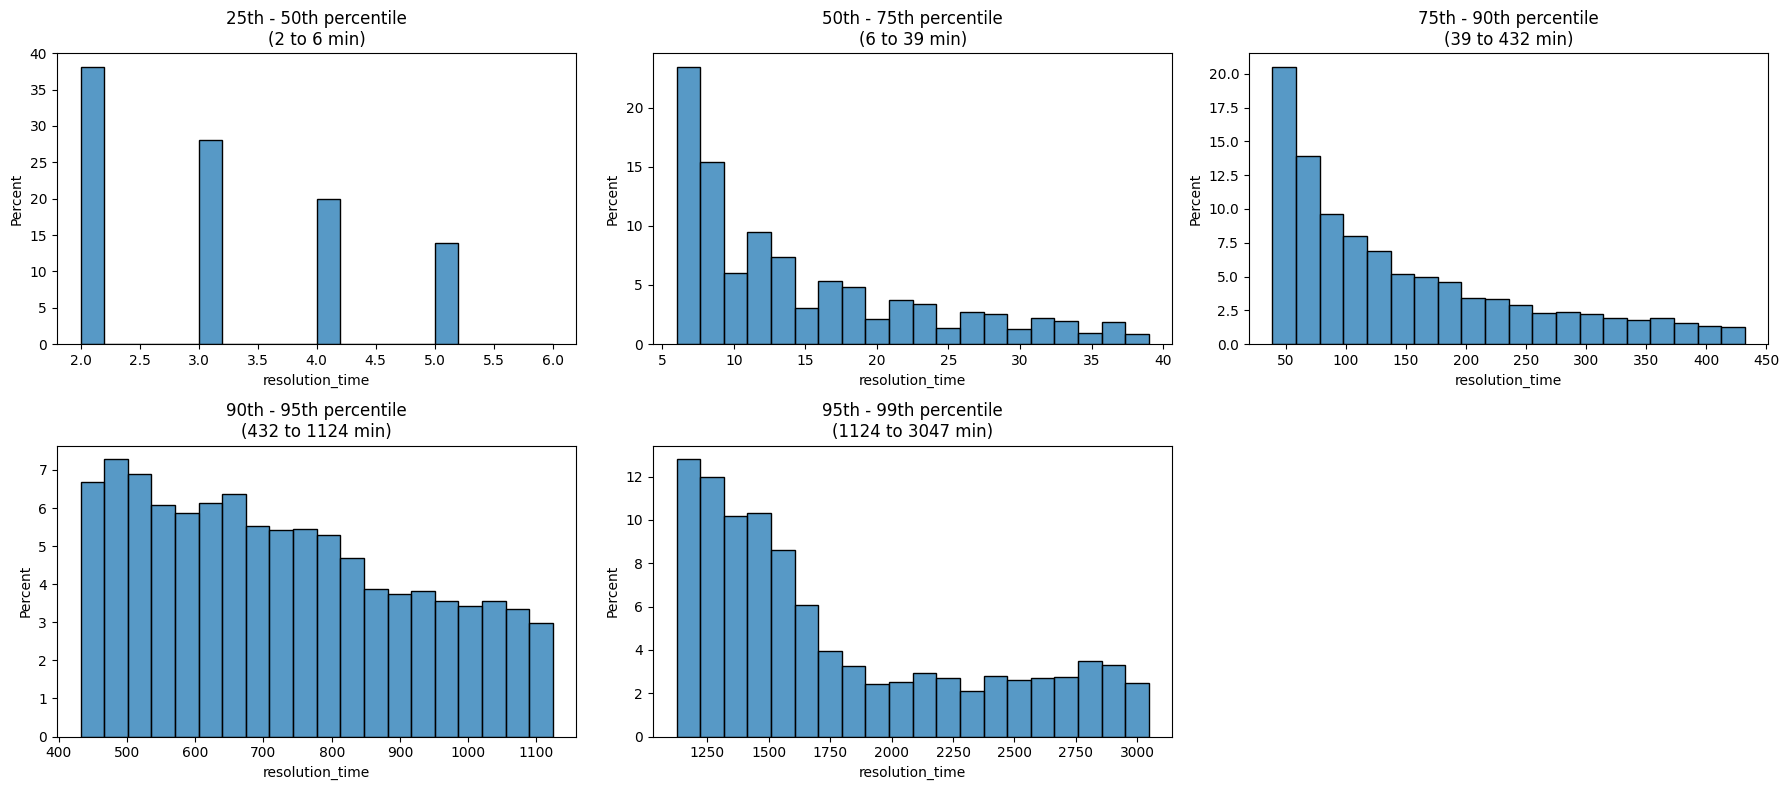 25th - 50th percentile
(2 to 6 min)
40
35
30
25
20
15
10
5
0
Percent
2.0 2.5 3.0 3.5 4.0 4.5 5.0 5.5 6.0
resolution_time
50th - 75th percentile
(6 to 39 min)
20
15
10
5
0
Percent
5 10 15 20 25 30 35 40
resolution_time
75th - 90th percentile
(39 to 432 min)
20.0
17.5
15.0
12.5
10.0
7.5
5.0
2.5
0.0
Percent
50 100 150 200 250 300 350 400 450
resolution_time
90th - 95th percentile
(432 to 1124 min)
7
6
5
4
3
2
1
0
Percent
400 500 600 700 800 900 1000 1100
resolution_time
95th - 99th percentile
(1124 to 3047 min)
12
10
8
6
4
2
0
Percent
1250 1500 1750 2000 2250 2500 2750 3000
resolution_time